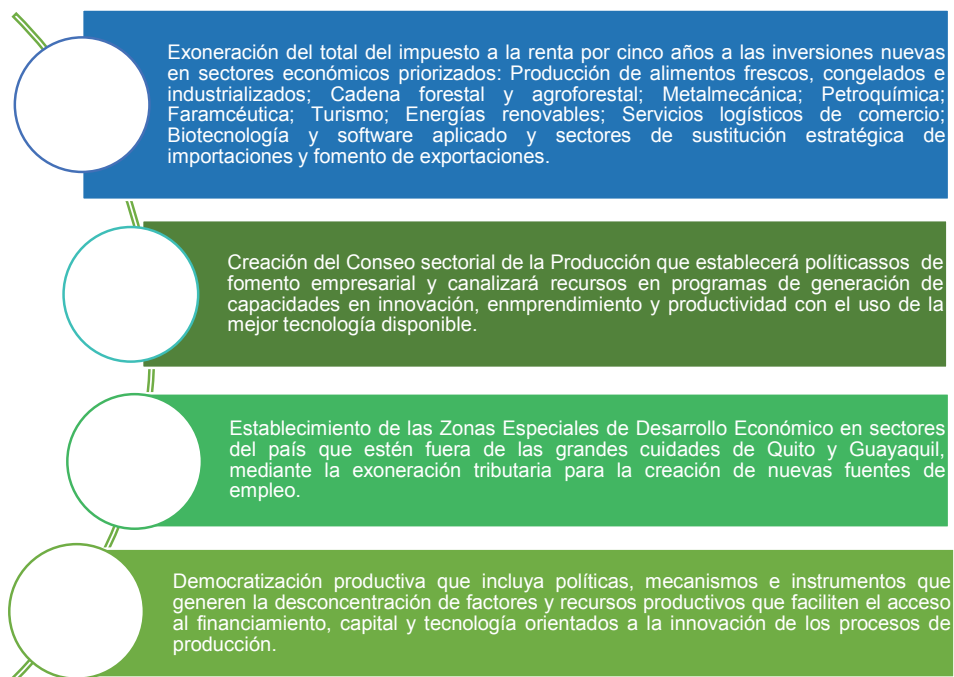 Exoneración del total del impuesto a la renta por cinco años a las inversiones nuevas
en sectores económicos priorizados: Producción de alimentos frescos, congelados e
industrializados; Cadena forestal y agroforestal; Metalmecánica; Petroquímica;
Faramcéutica; Turismo; Energías renovables; Servicios logísticos de comercio;
Biotecnología y software aplicado y sectores de sustitución estratégica de
importaciones y fomento de exportaciones.
Creación del Conseo sectorial de la Producción que establecerá políticassos de
fomento empresarial y canalizará recursos en programas de generación de
capacidades en innovación, enmprendimiento y productividad con el uso de la
mejor tecnología disponible.
Establecimiento de las Zonas Especiales de Desarrollo Económico en sectores
del país que estén fuera de las grandes cuidades de Quito y Guayaquil,
mediante la exoneración tributaria para la creación de nuevas fuentes de
empleo.
Democratización productiva que incluya políticas, mecanismos e instrumentos que
generen la desconcentración de factores y recursos productivos que faciliten el acceso
al financiamiento, capital y tecnología orientados a la innovación de los procesos de
producción.